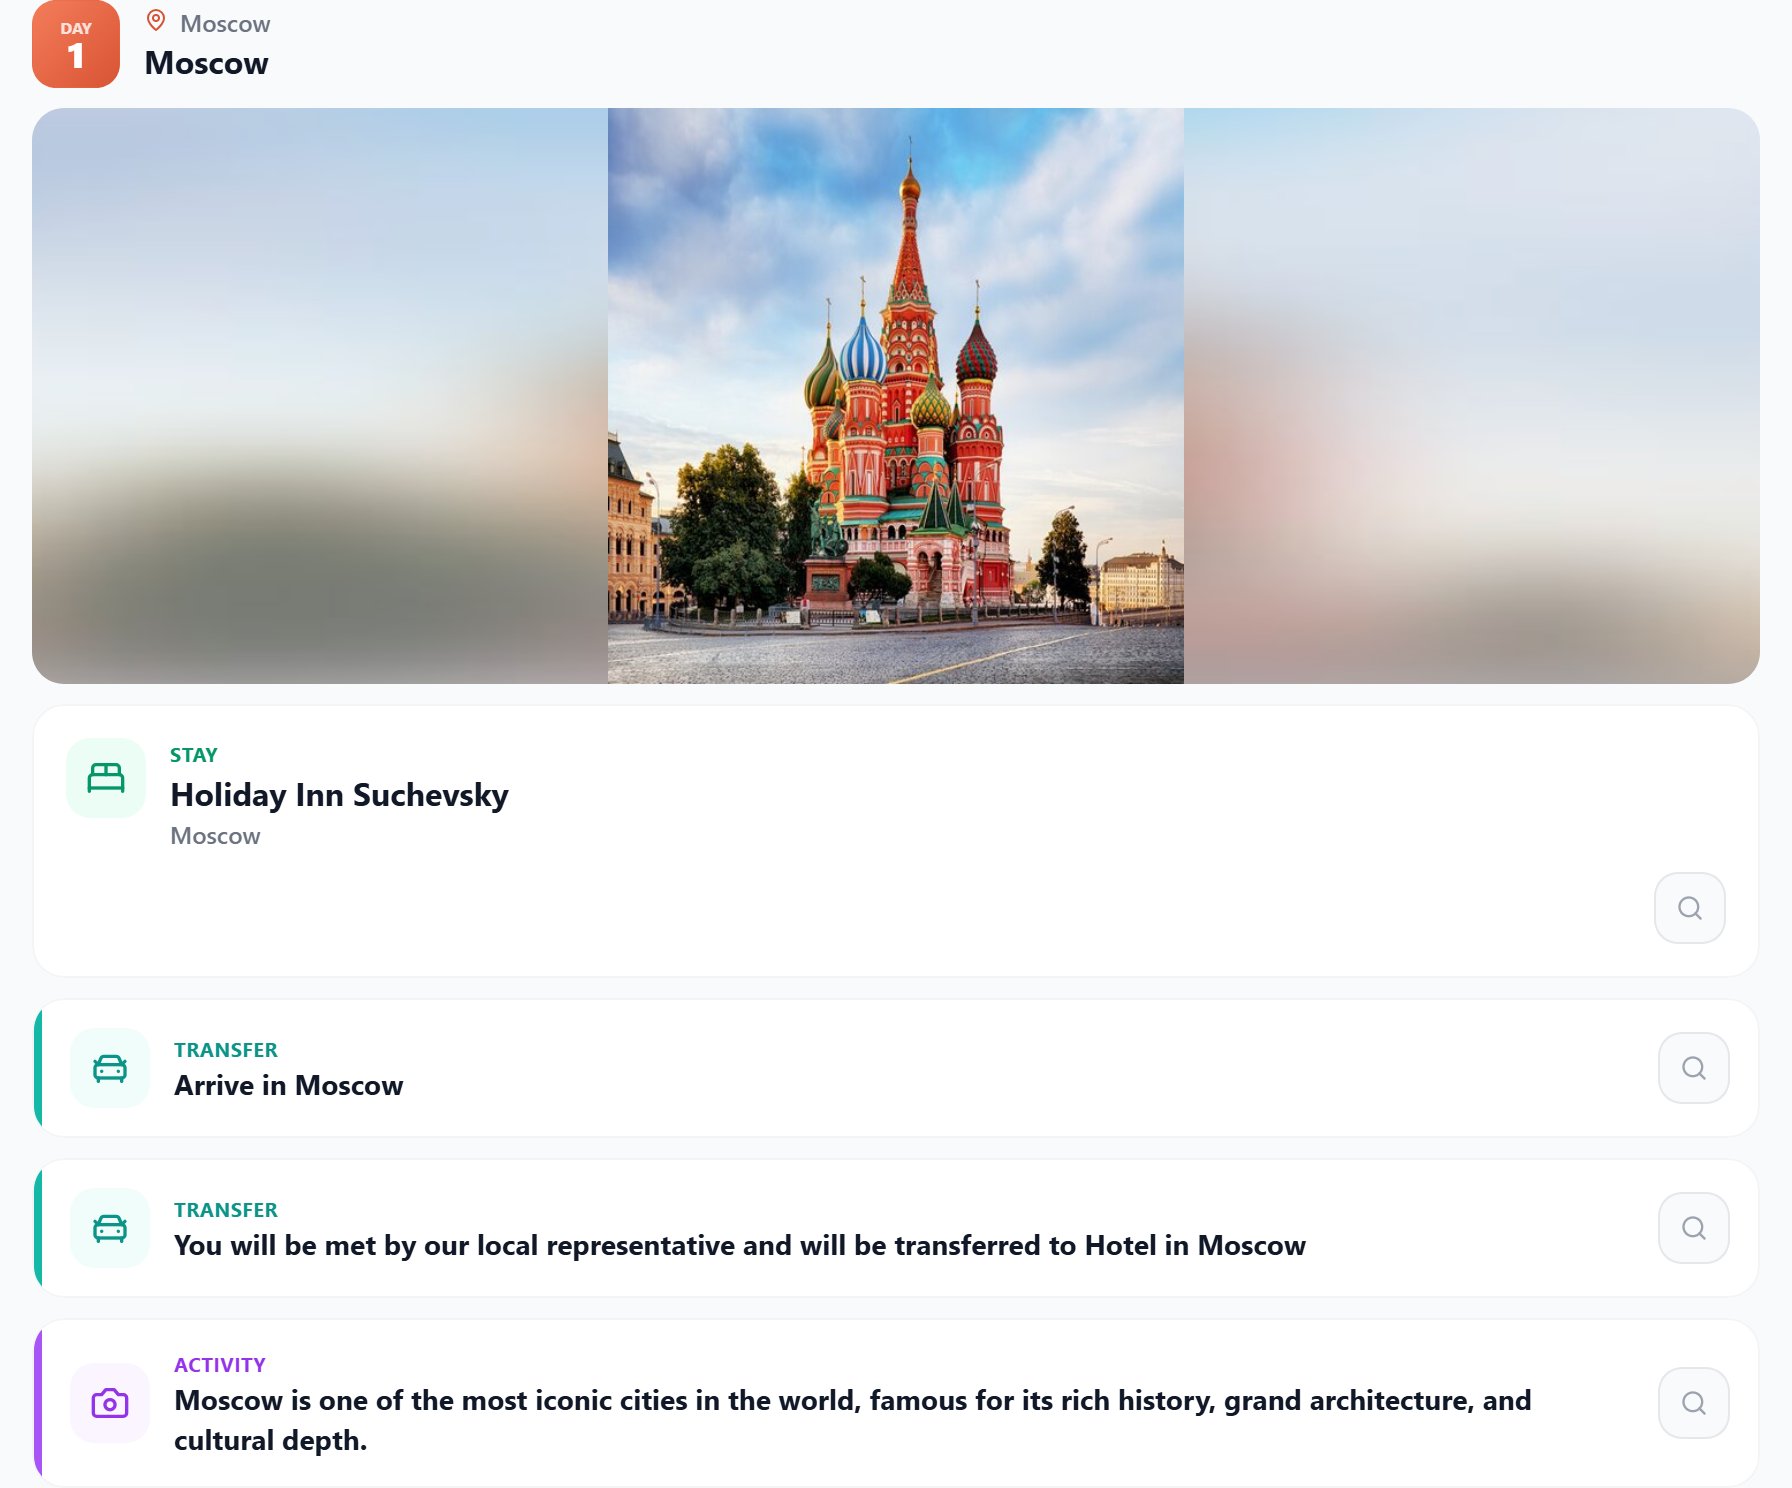 DAY
1
Moscow
Moscow
STAY
Holiday Inn Suchevsky
Moscow
TRANSFER
Arrive in Moscow
TRANSFER
You will be met by our local representative and will be transferred to Hotel in Moscow
ACTIVITY
Moscow is one of the most iconic cities in the world, famous for its rich history, grand architecture, and
cultural depth.